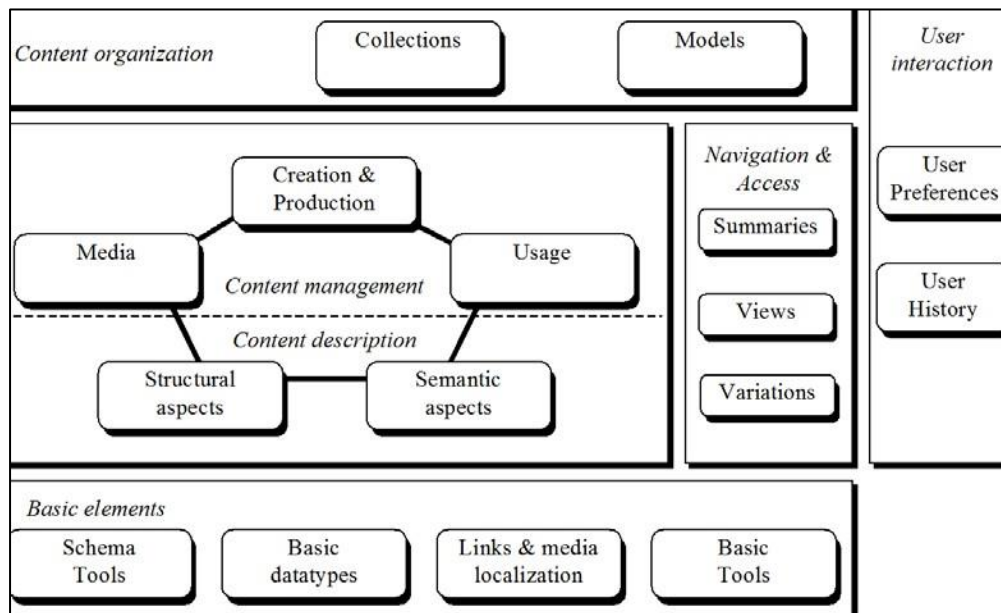 Content organization
Collections
Models
User
interaction
Creation &
Production
Media
Usage
Content management
Content description
Structural
aspects
Semantic
aspects
Navigation &
Access
Summaries
Views
Variations
User
Preferences
User
History
Basic elements
Schema
Tools
Basic
datatypes
Links & media
localization
Basic
Tools